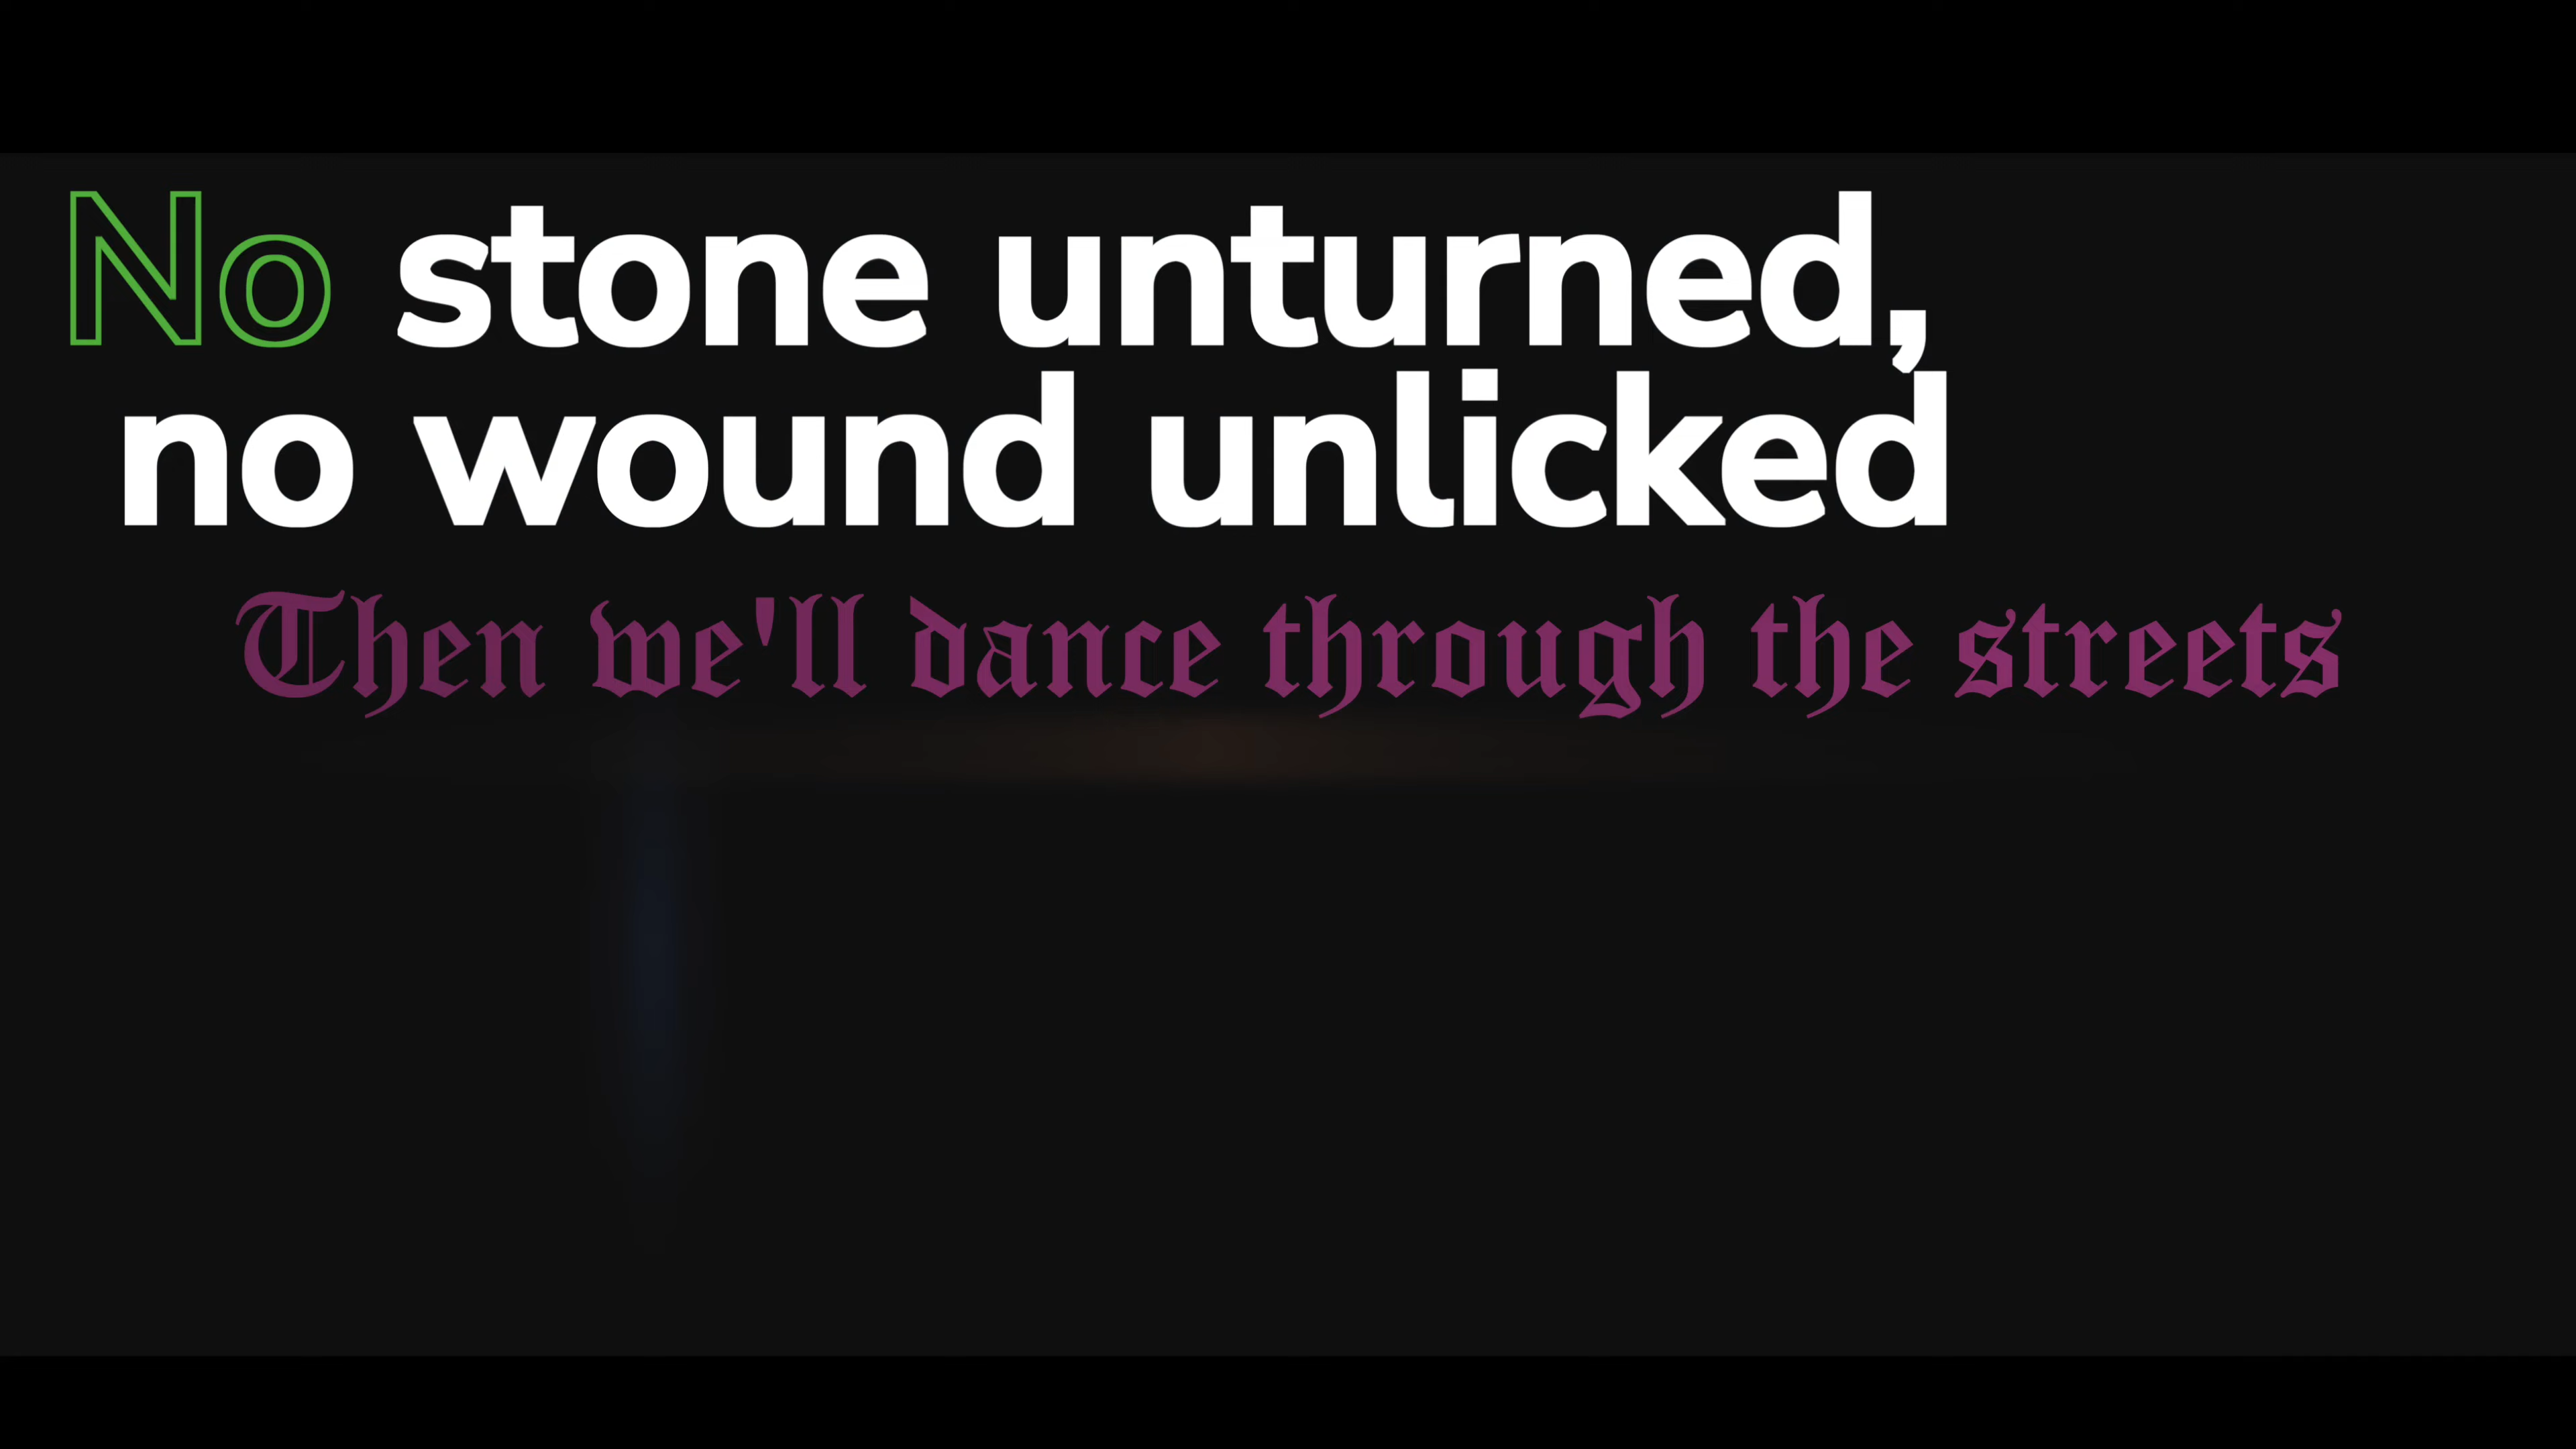 No stone unturned,
no wound unlicked
Then we'll dance through the streets